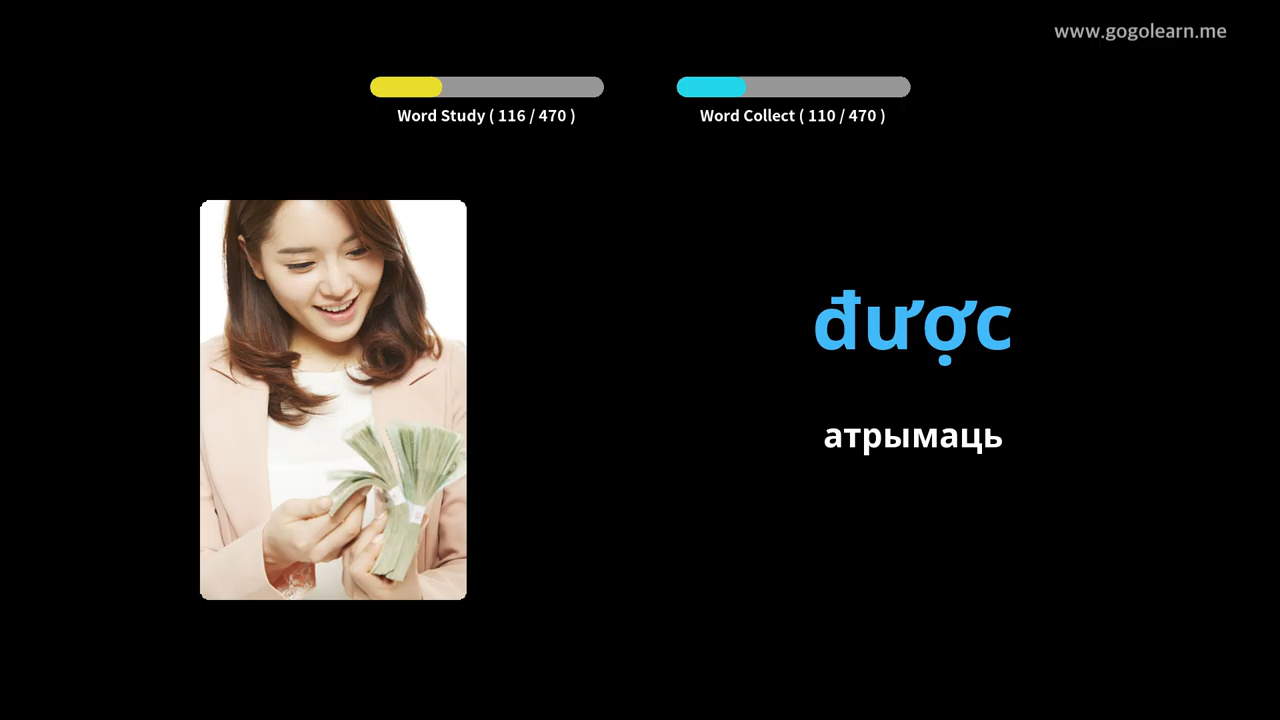 www.gogolearn.me
Word Study ( 116 / 470 )
Word Collect ( 110 / 470 )
được
атрымаць